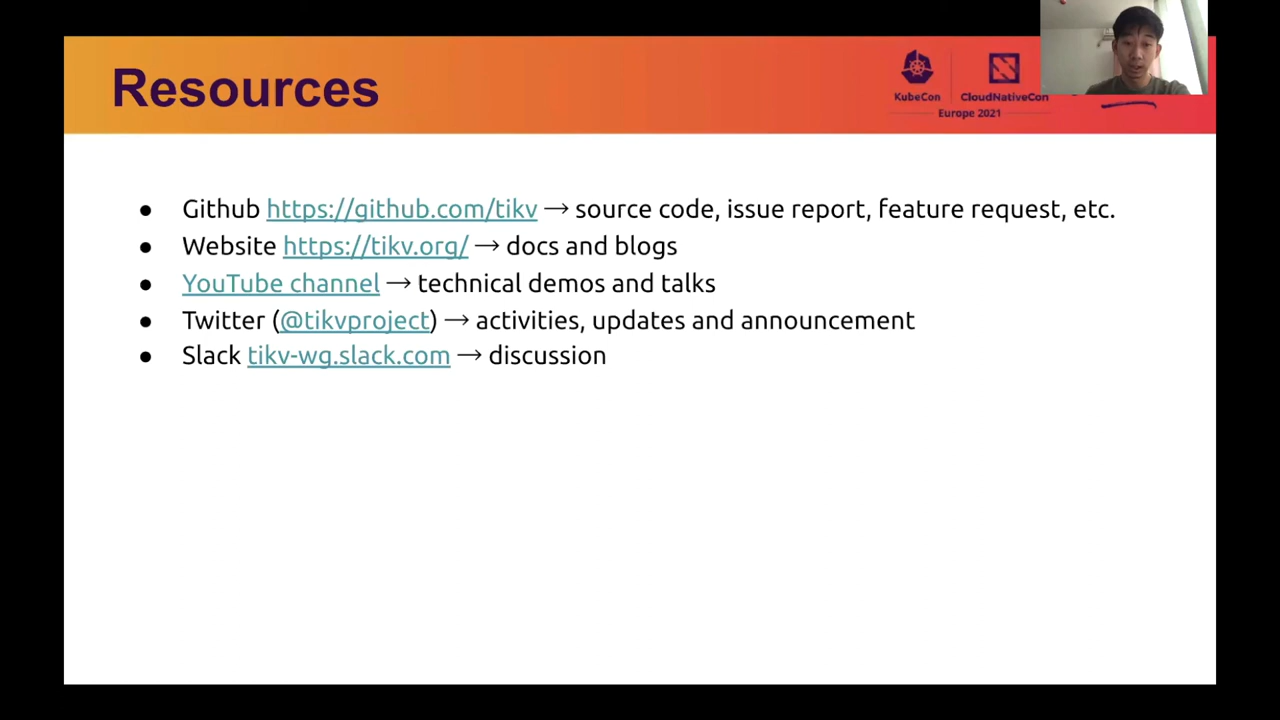 Resources
KubeCon
CloudNativeCon
Europe 2021
● Github https://github.com/tikv → source code, issue report, feature request, etc.
● Website https://tikv.org/ → docs and blogs
● YouTube channel → technical demos and talks
● Twitter (@tikvproject) → activities, updates and announcement
● Slack tikv-wg.slack.com → discussion